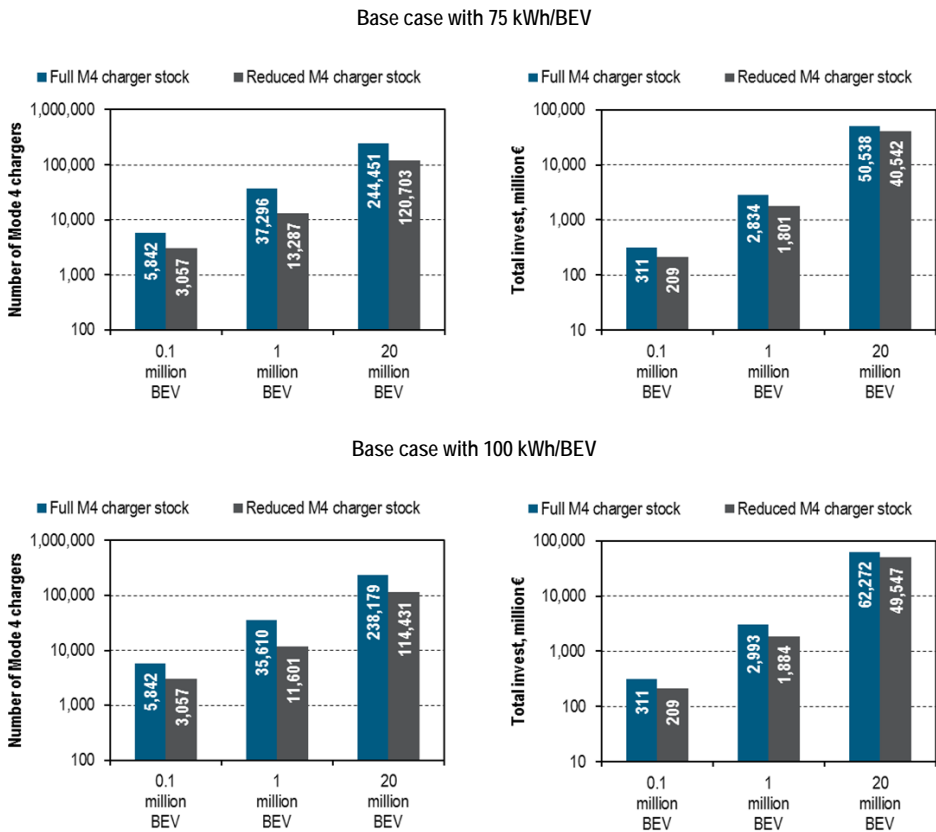 Base case with 75 kWh/BEV
Full M4 charger stock
Reduced M4 charger stock
Number of Mode 4 chargers
1,000,000
100,000
10,000
1,000
100
5,842
3,057
37,296
13,287
244,451
120,703
0.1
million
BEV
1
million
BEV
20
million
BEV
Full M4 charger stock
Reduced M4 charger stock
Total invest, million€
100,000
10,000
1,000
100
10
311
209
2,834
1,801
50,538
40,542
0.1
million
BEV
1
million
BEV
20
million
BEV
Base case with 100 kWh/BEV
Full M4 charger stock
Reduced M4 charger stock
Number of Mode 4 chargers
1,000,000
100,000
10,000
1,000
100
5,842
3,057
35,610
11,601
238,179
114,431
0.1
million
BEV
1
million
BEV
20
million
BEV
Full M4 charger stock
Reduced M4 charger stock
Total invest, million€
100,000
10,000
1,000
100
10
311
209
2,993
1,884
62,272
49,547
0.1
million
BEV
1
million
BEV
20
million
BEV